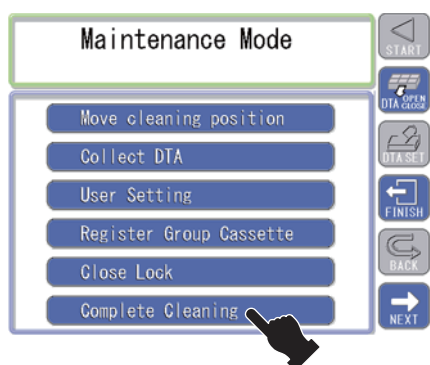 Maintenance Mode
START
Move cleaning position
OPEN
DTA CLOSE
Collect DTA
DTA SET
User Setting
FINISH
Register Group Cassette
BACK
Close Lock
Complete Cleaning
NEXT